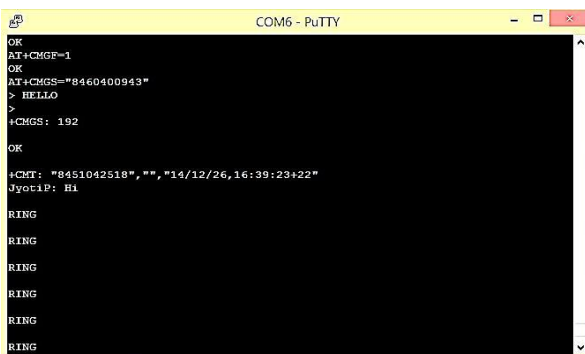 COM6 - PuTTY
OK
AT+CMGF=1
OK
AT+CMGS="8460400943"
> HELLO
>
+CMGS: 192
OK
+CMT: "8451042518","","14/12/26,16:39:23+22"
JyotiP: Hi
RING
RING
RING
RING
RING
RING